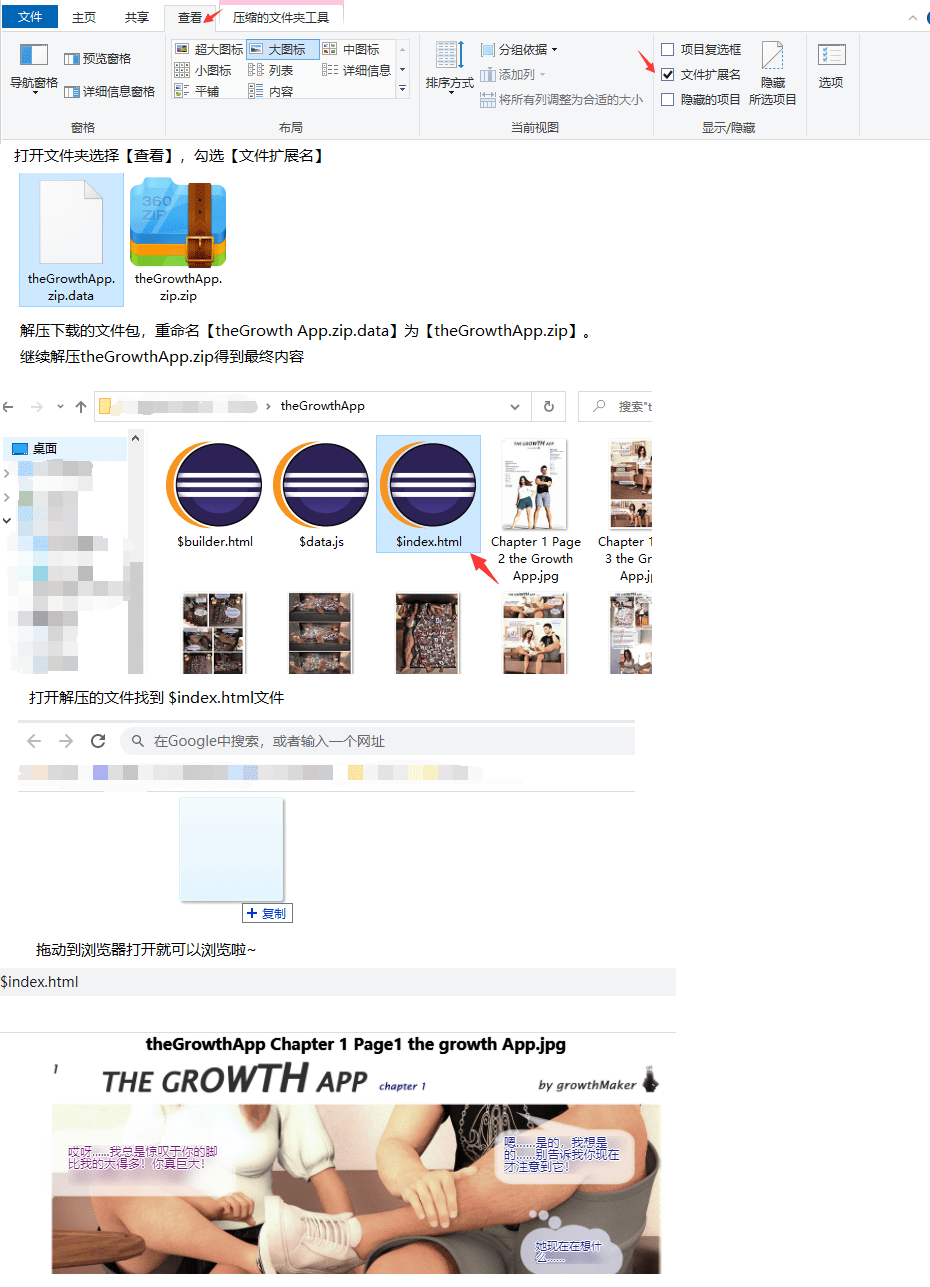 文件 主页 共享 查看 压缩的文件夹工具
导航窗格
预览窗格
详细信息窗格
窗格
超大图标 大图标 中图标
小图标 列表 详细信息
平铺 内容
布局
排序方式
分组依据
添加列
将所有列调整为合适的大小
当前视图
项目复选框
文件扩展名
隐藏的项目
隐藏
所选项目
显示/隐藏
选项
打开文件夹选择【查看】，勾选【文件扩展名】
360
ZIP
theGrowthApp.
zip.data
theGrowthApp.
zip.zip
解压下载的文件包，重命名【theGrowth App.zip.data】为【theGrowthApp.zip】。
继续解压theGrowthApp.zip得到最终内容
theGrowthApp
搜索"t
桌面
$builder.html
$data.js
$index.html
Chapter 1 Page
2 the Growth
App.jpg
Chapter 1
3 the Gr
App.j
打开解压的文件找到 $index.html文件
在Google中搜索，或者输入一个网址
+ 复制
拖动到浏览器打开就可以浏览啦~
$index.html
theGrowthApp Chapter 1 Page1 the growth App.jpg
1
THE GROWTH APP chapter 1
by growthMaker
哎呀......我总是惊叹于你的脚
比我的大得多！你真巨大！
嗯......是的，我想是
的......别告诉我你现在
才注意到它！
她现在在想什
么......